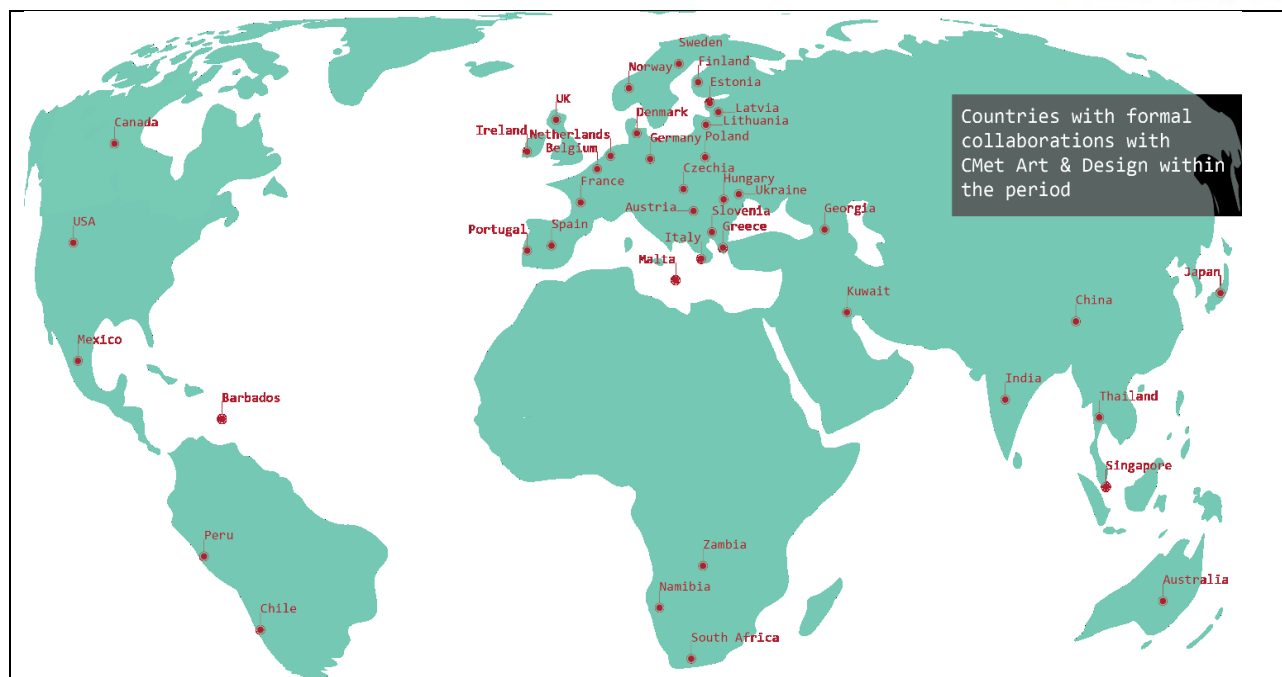 Sweden
Norway
Finland
Estonia
UK
Denmark
Latvia
Lithuania
Canada
Ireland
Netherlands
Belgium
Germany
Poland
Czechia
France
Hungary
Ukraine
Austria
Slovenia
Georgia
USA
Portugal
Spain
Italy
Greece
Malta
Japan
Kuwait
China
Mexico
India
Barbados
Thailand
Singapore
Peru
Zambia
Namibia
Australia
Chile
South Africa
Countries with formal
collaborations with
CMet Art & Design within
the period